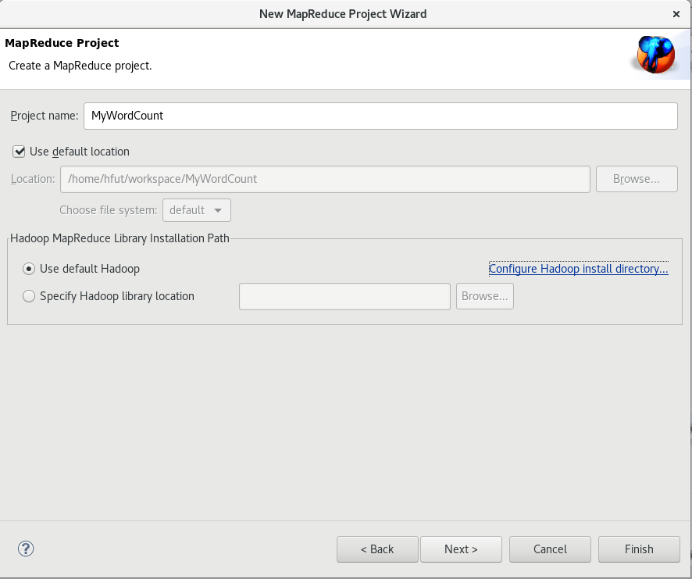 New MapReduce Project Wizard
×
MapReduce Project
Create a MapReduce project.
Project name: MyWordCount
Use default location
Location: /home/hfut/workspace/MyWordCount Browse...
Choose file system: default
Hadoop MapReduce Library Installation Path
Use default Hadoop Configure Hadoop install directory...
Specify Hadoop library location Browse...
? < Back Next > Cancel Finish